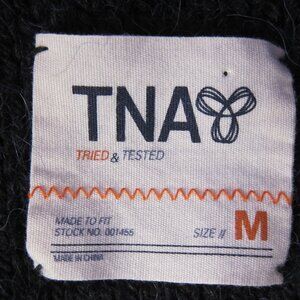 TNA
TRIED & TESTED
MADE TO FIT
STOCK NO. 001455 SIZE // M
MADE IN CHINA